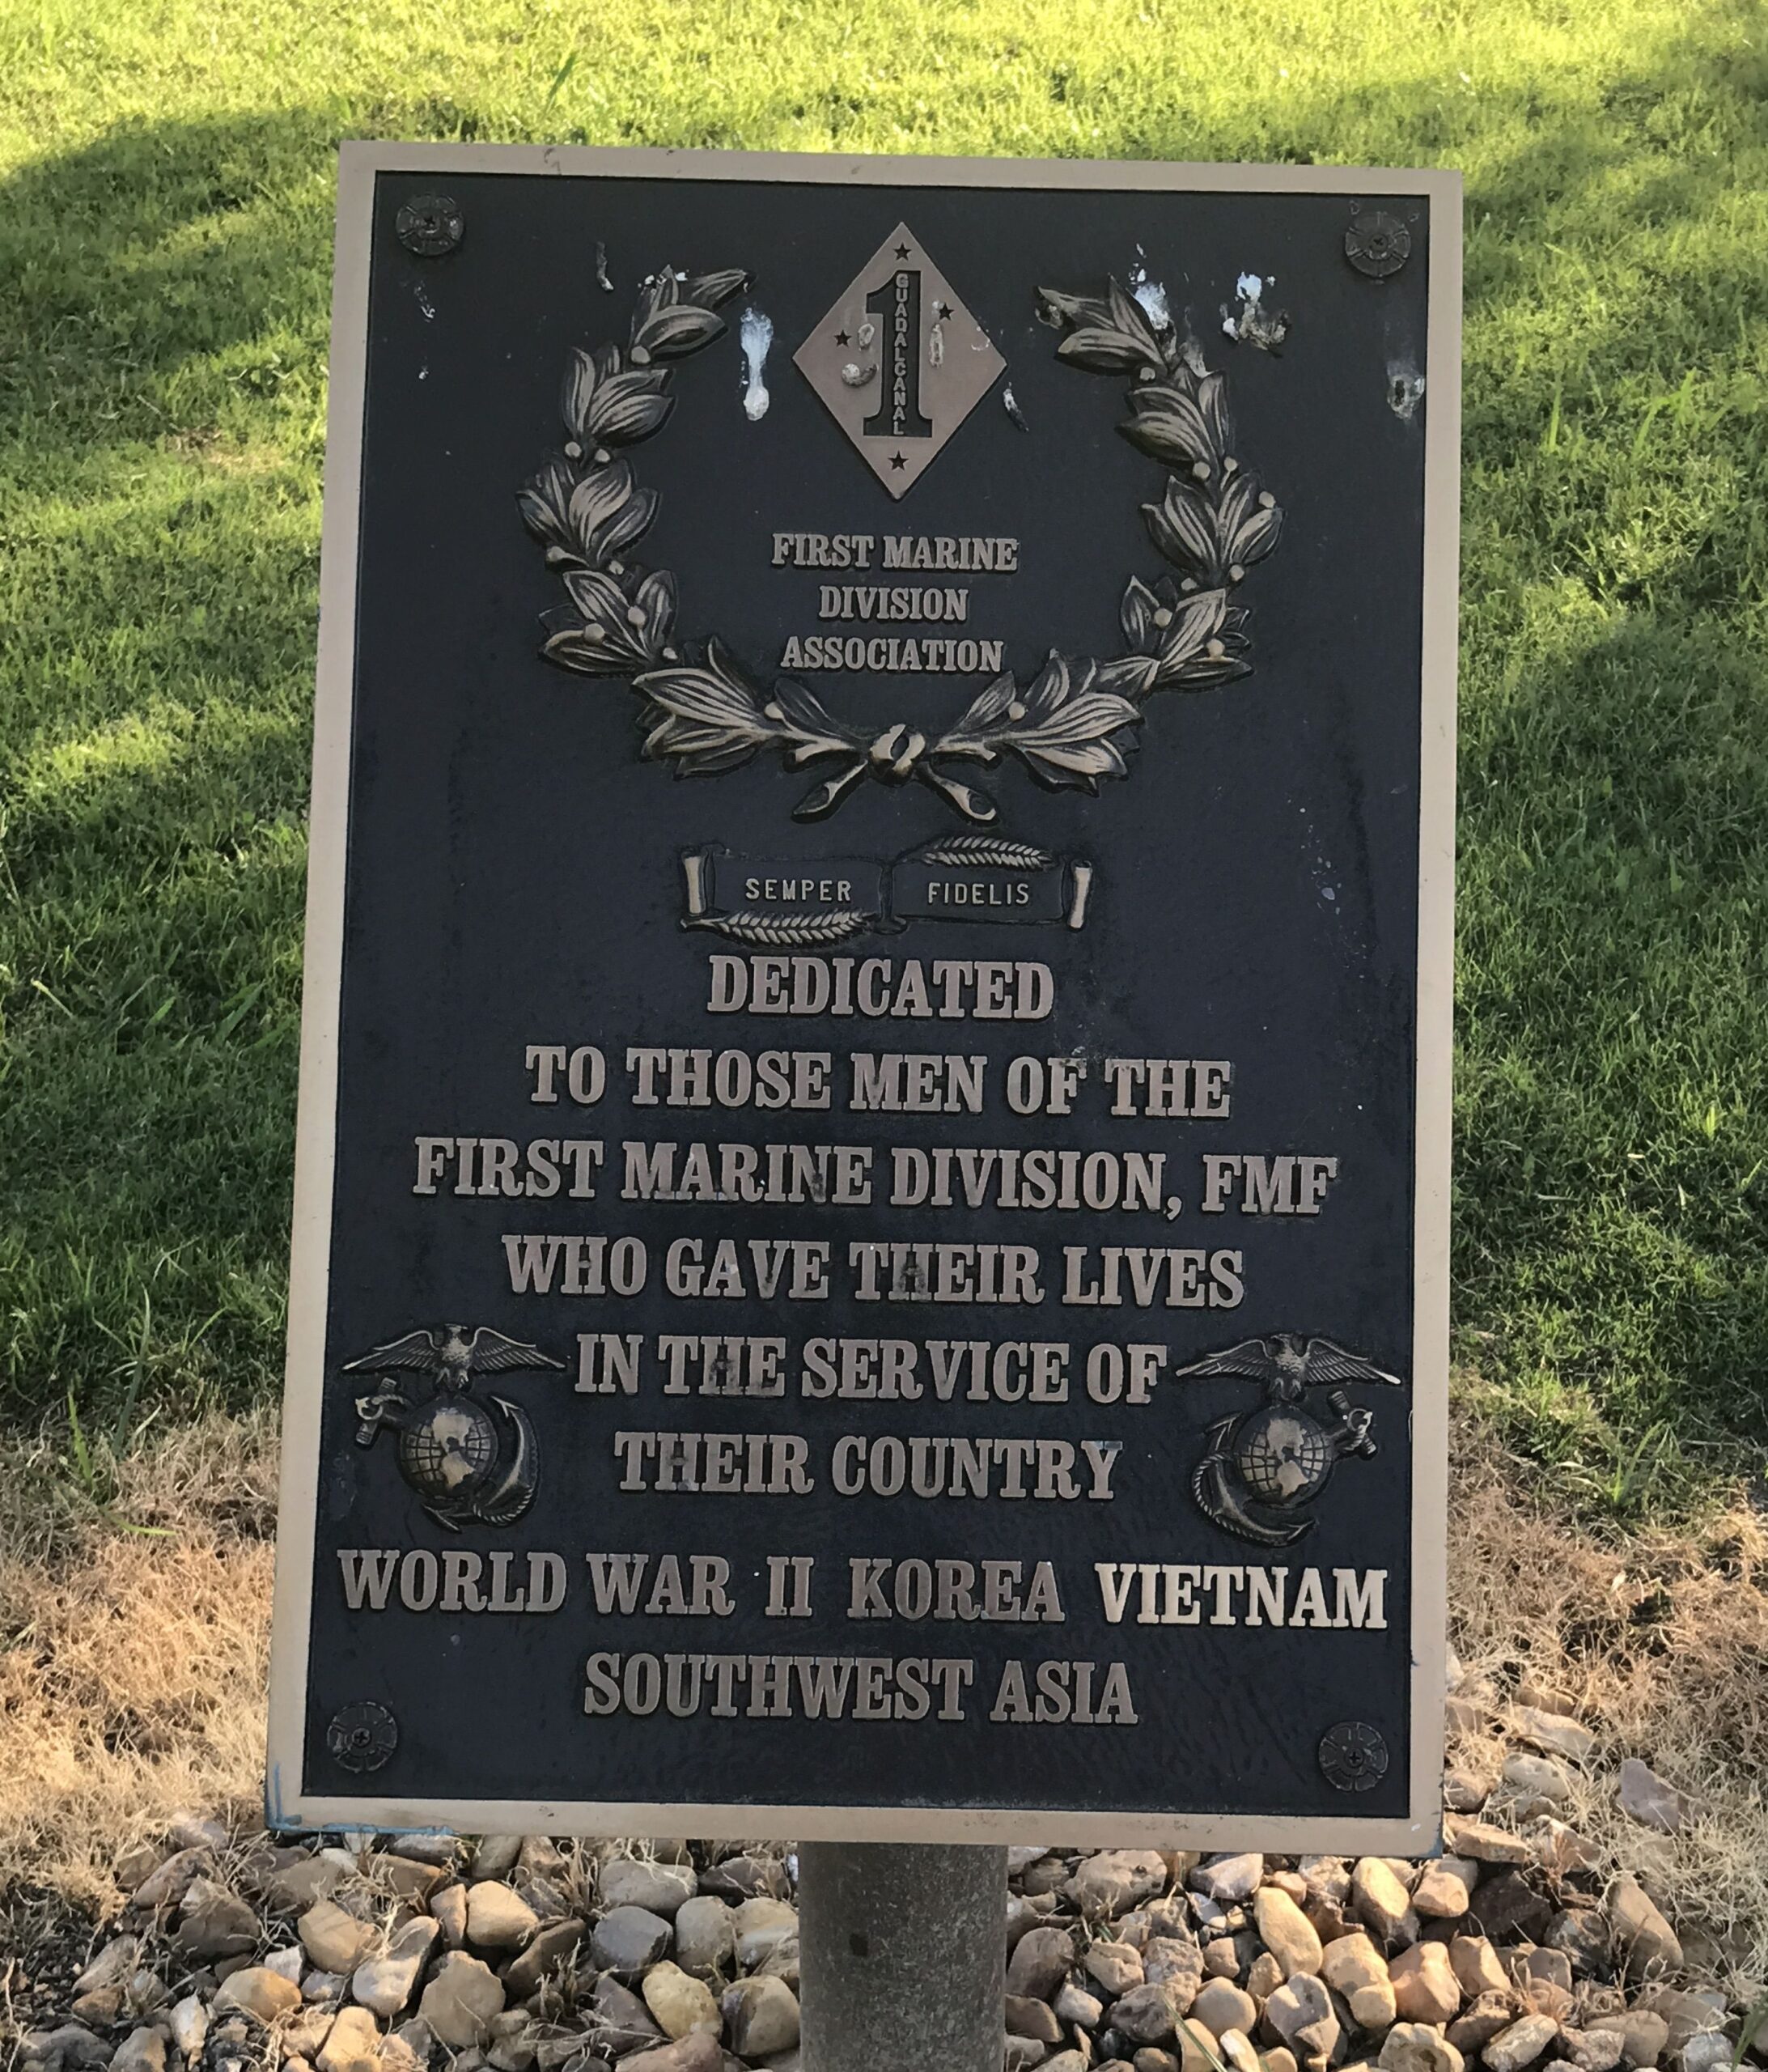 1
GUADALCANAL
FIRST MARINE
DIVISION
ASSOCIATION
SEMPER FIDELIS
DEDICATED
TO THOSE MEN OF THE
FIRST MARINE DIVISION, FMF
WHO GAVE THEIR LIVES
IN THE SERVICE OF
THEIR COUNTRY
WORLD WAR II KOREA VIETNAM
SOUTHWEST ASIA